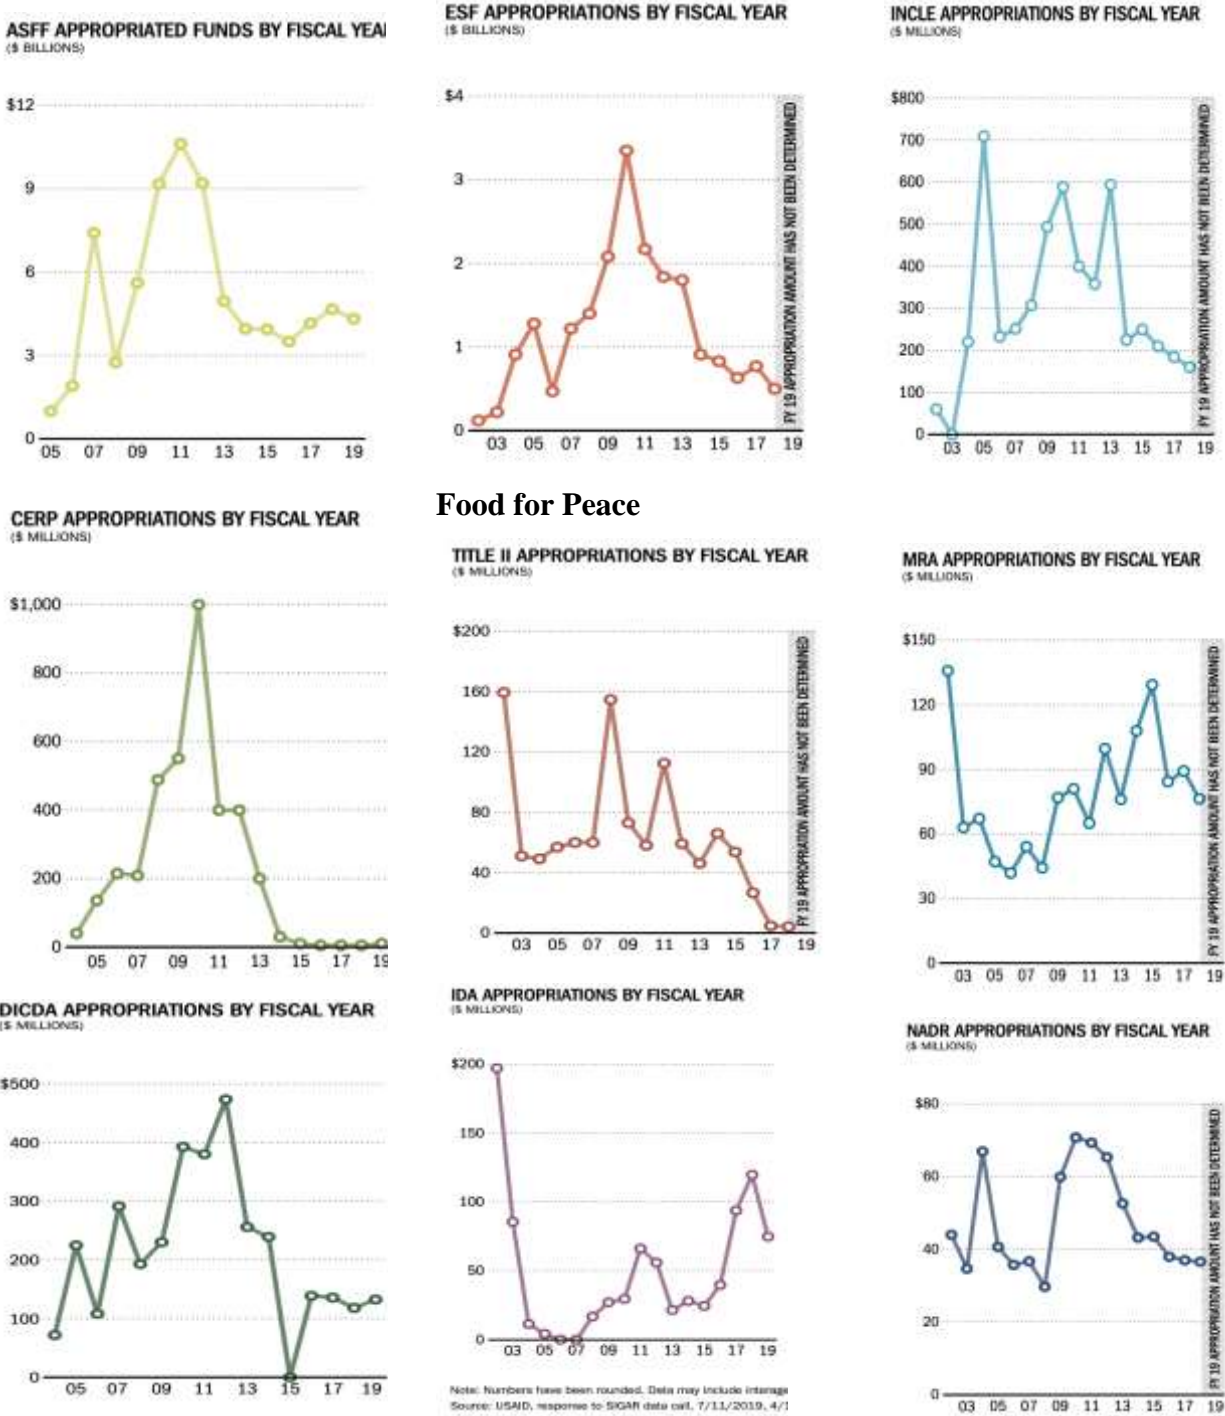 ASFF APPROPRIATED FUNDS BY FISCAL YEA
($ BILLIONS)
$12
9
6
3
0
05 07 09 11 13 15 17 19
ESF APPROPRIATIONS BY FISCAL YEAR
($ BILLIONS)
$4
3
2
1
0
03 05 07 09 11 13 15 17 19
FY 19 APPROPRIATION AMOUNT HAS NOT BEEN DETERMINED
INCLE APPROPRIATIONS BY FISCAL YEAR
($ MILLIONS)
$800
700
600
500
400
300
200
100
0
03 05 07 09 11 13 15 17 19
FY 19 APPROPRIATION AMOUNT HAS NOT BEEN DETERMINED
CERP APPROPRIATIONS BY FISCAL YEAR
($ MILLIONS)
$1,000
800
600
400
200
0
05 07 09 11 13 15 17 19
Food for Peace
TITLE II APPROPRIATIONS BY FISCAL YEAR
($ MILLIONS)
$200
160
120
80
40
0
03 05 07 09 11 13 15 17 19
FY 19 APPROPRIATION AMOUNT HAS NOT BEEN DETERMINED
MRA APPROPRIATIONS BY FISCAL YEAR
($ MILLIONS)
$150
120
90
60
30
0
03 05 07 09 11 13 15 17 19
FY 19 APPROPRIATION AMOUNT HAS NOT BEEN DETERMINED
DICDA APPROPRIATIONS BY FISCAL YEAR
($ MILLIONS)
$500
400
300
200
100
0
05 07 09 11 13 15 17 19
IDA APPROPRIATIONS BY FISCAL YEAR
($ MILLIONS)
$200
150
100
50
0
03 05 07 09 11 13 15 17 19
Note: Numbers have been rounded. Data may include interage
Source: USAID, response to SIGAR data call, 7/11/2019, 4/1
NADR APPROPRIATIONS BY FISCAL YEAR
($ MILLIONS)
$80
60
40
20
0
03 05 07 09 11 13 15 17 19
FY 19 APPROPRIATION AMOUNT HAS NOT BEEN DETERMINED